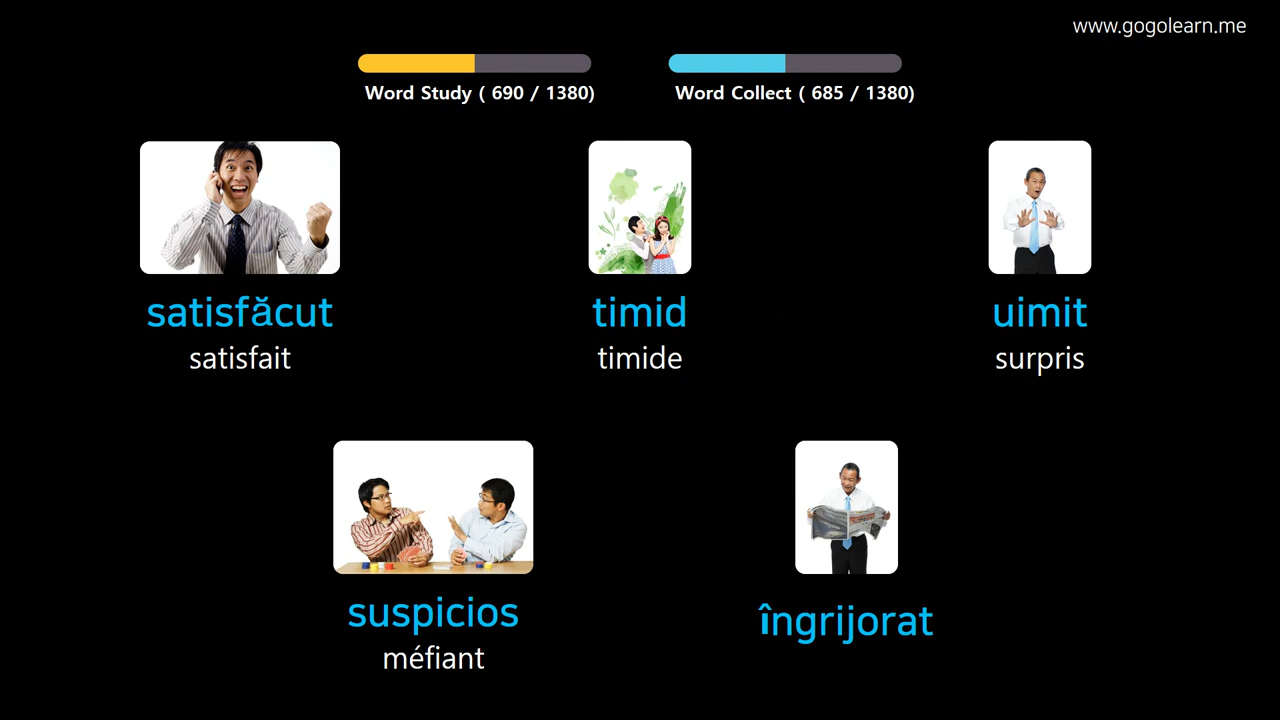 www.gogolearn.me
Word Study ( 690 / 1380)
Word Collect ( 685 / 1380)
satisfăcut
satisfait
timid
timide
uimit
surpris
suspicios
méfiant
îngrijorat